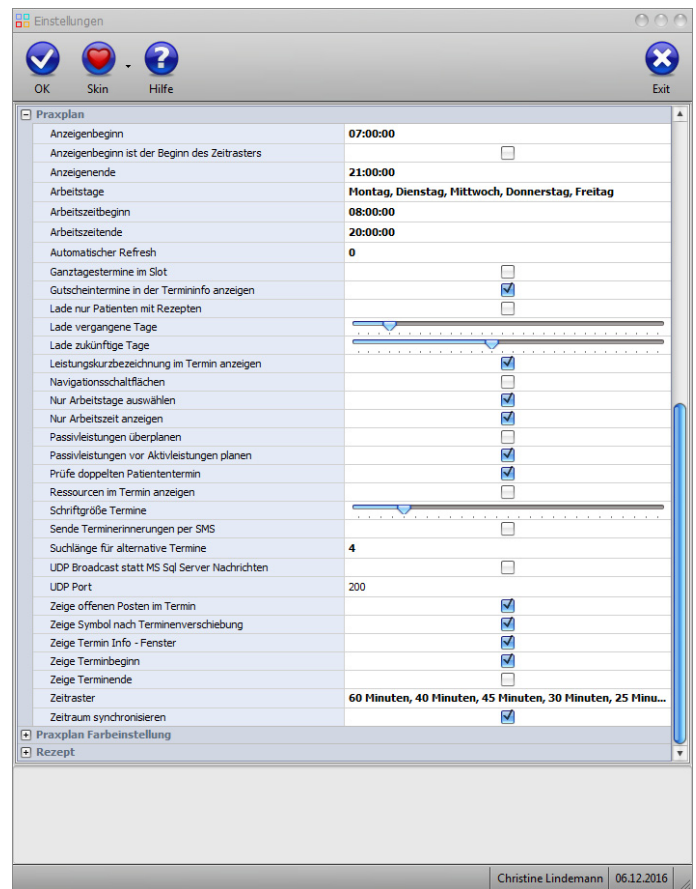 Einstellungen
OK Skin Hilfe Exit
Praxplan
Anzeigenbeginn 07:00:00
Anzeigenbeginn ist der Beginn des Zeitrasters
Anzeigenende 21:00:00
Arbeitstage Montag, Dienstag, Mittwoch, Donnerstag, Freitag
Arbeitszeitbeginn 08:00:00
Arbeitszeitende 20:00:00
Automatischer Refresh 0
Ganztagestermine im Slot
Gutscheintermine in der Termininfo anzeigen
Lade nur Patienten mit Rezepten
Lade vergangene Tage
Lade zukünftige Tage
Leistungskurzbezeichnung im Termin anzeigen
Navigationsschaltflächen
Nur Arbeitstage auswählen
Nur Arbeitszeit anzeigen
Passivleistungen überplanen
Passivleistungen vor Aktivleistungen planen
Prüfe doppelten Patiententermin
Ressourcen im Termin anzeigen
Schriftgröße Termine
Sende Terminerinnerungen per SMS
Suchlänge für alternative Termine 4
UDP Broadcast statt MS Sql Server Nachrichten
UDP Port 200
Zeige offenen Posten im Termin
Zeige Symbol nach Terminenverschiebung
Zeige Termin Info - Fenster
Zeige Terminbeginn
Zeige Terminende
Zeitraster 60 Minuten, 40 Minuten, 45 Minuten, 30 Minuten, 25 Minu...
Zeitraum synchronisieren
Praxplan Farbeinstellung
Rezept
Christine Lindemann 06.12.2016